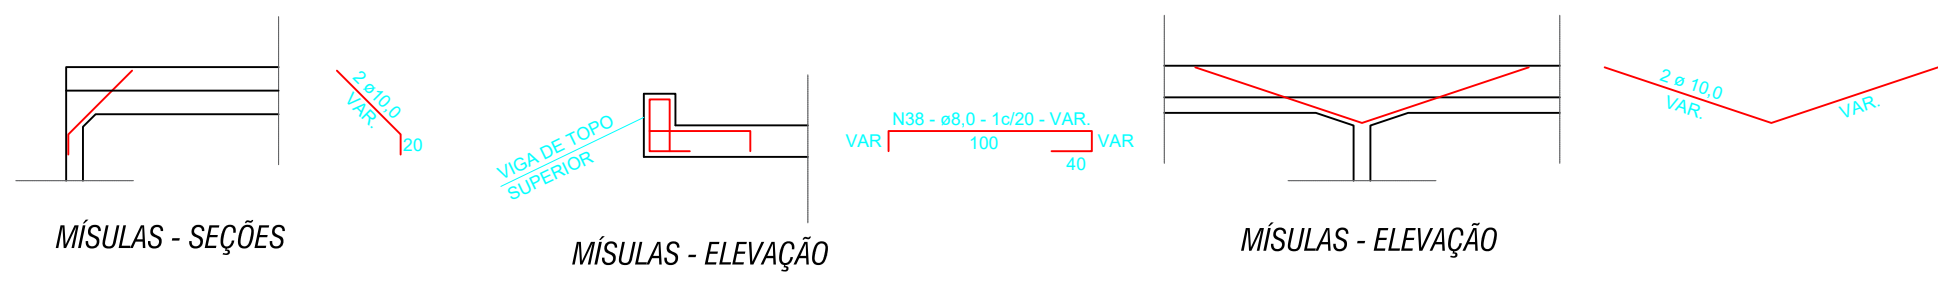 2 ø10,0
VAR.
20
MÍSULAS - SEÇÕES
VIGA DE TOPO
SUPERIOR
MÍSULAS - ELEVAÇÃO
N38 - ø8,0 - 1c/20 - VAR.
VAR
100
VAR
40
MÍSULAS - ELEVAÇÃO
2 ø 10,0
VAR.
VAR.